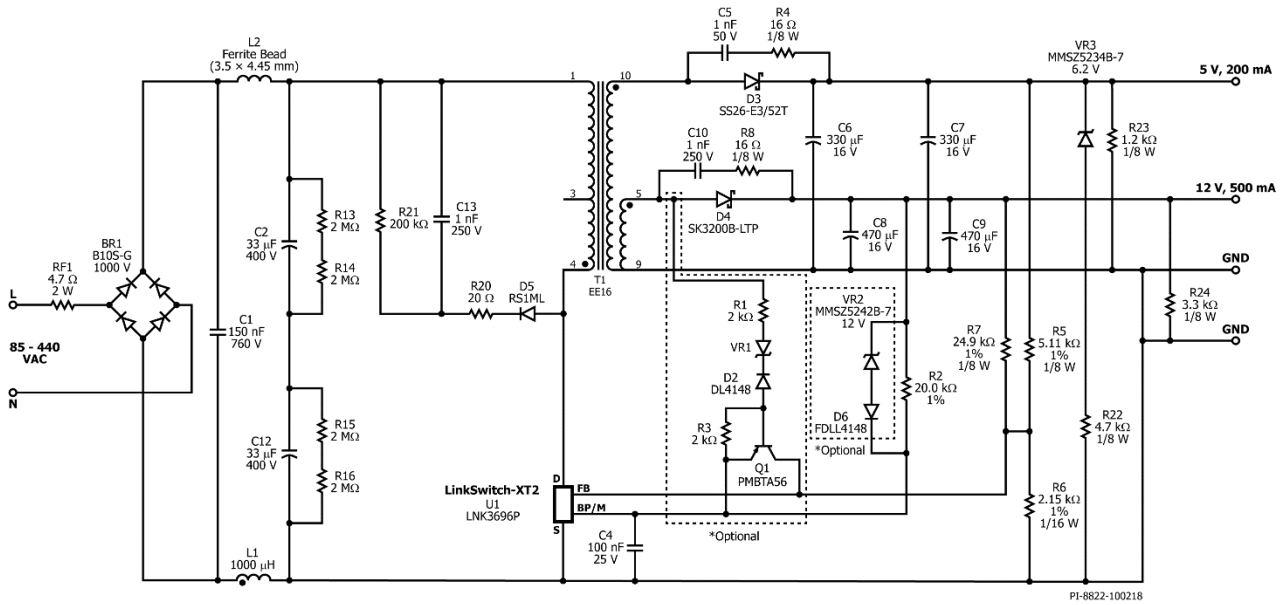 C5
1 nF
50 V
R4
16 Ω
1/8 W
L2
Ferrite Bead
(3.5 × 4.45 mm)
VR3
MMSZ5234B-7
6.2 V
5 V, 200 mA
1
10
D3
SS26-E3/52T
C10
1 nF
250 V
R8
16 Ω
1/8 W
C6
330 µF
16 V
C7
330 µF
16 V
R23
1.2 kΩ
1/8 W
12 V, 500 mA
3
5
D4
SK3200B-LTP
R13
2 MΩ
R21
200 kΩ
C13
1 nF
250 V
C8
470 µF
16 V
C9
470 µF
16 V
BR1
B10S-G
1000 V
C2
33 µF
400 V
R14
2 MΩ
4
9
T1
EE16
GND
RF1
4.7 Ω
2 W
L
R20
20 Ω
D5
RS1ML
R1
2 kΩ
VR2
MMSZ5242B-7
12 V
R24
3.3 kΩ
1/8 W
GND
C1
150 nF
760 V
85 - 440
VAC
VR1
R7
24.9 kΩ
1%
1/8 W
R5
5.11 kΩ
1%
1/8 W
N
D2
DL4148
R2
20.0 kΩ
1%
R15
2 MΩ
R3
2 kΩ
D6
FDLL4148
*Optional
R22
4.7 kΩ
1/8 W
C12
33 µF
400 V
R16
2 MΩ
Q1
PMBTA56
LinkSwitch-XT2
U1
LNK3696P
D
FB
BP/M
S
R6
2.15 kΩ
1%
1/16 W
*Optional
C4
100 nF
25 V
L1
1000 µH
PI-8822-100218